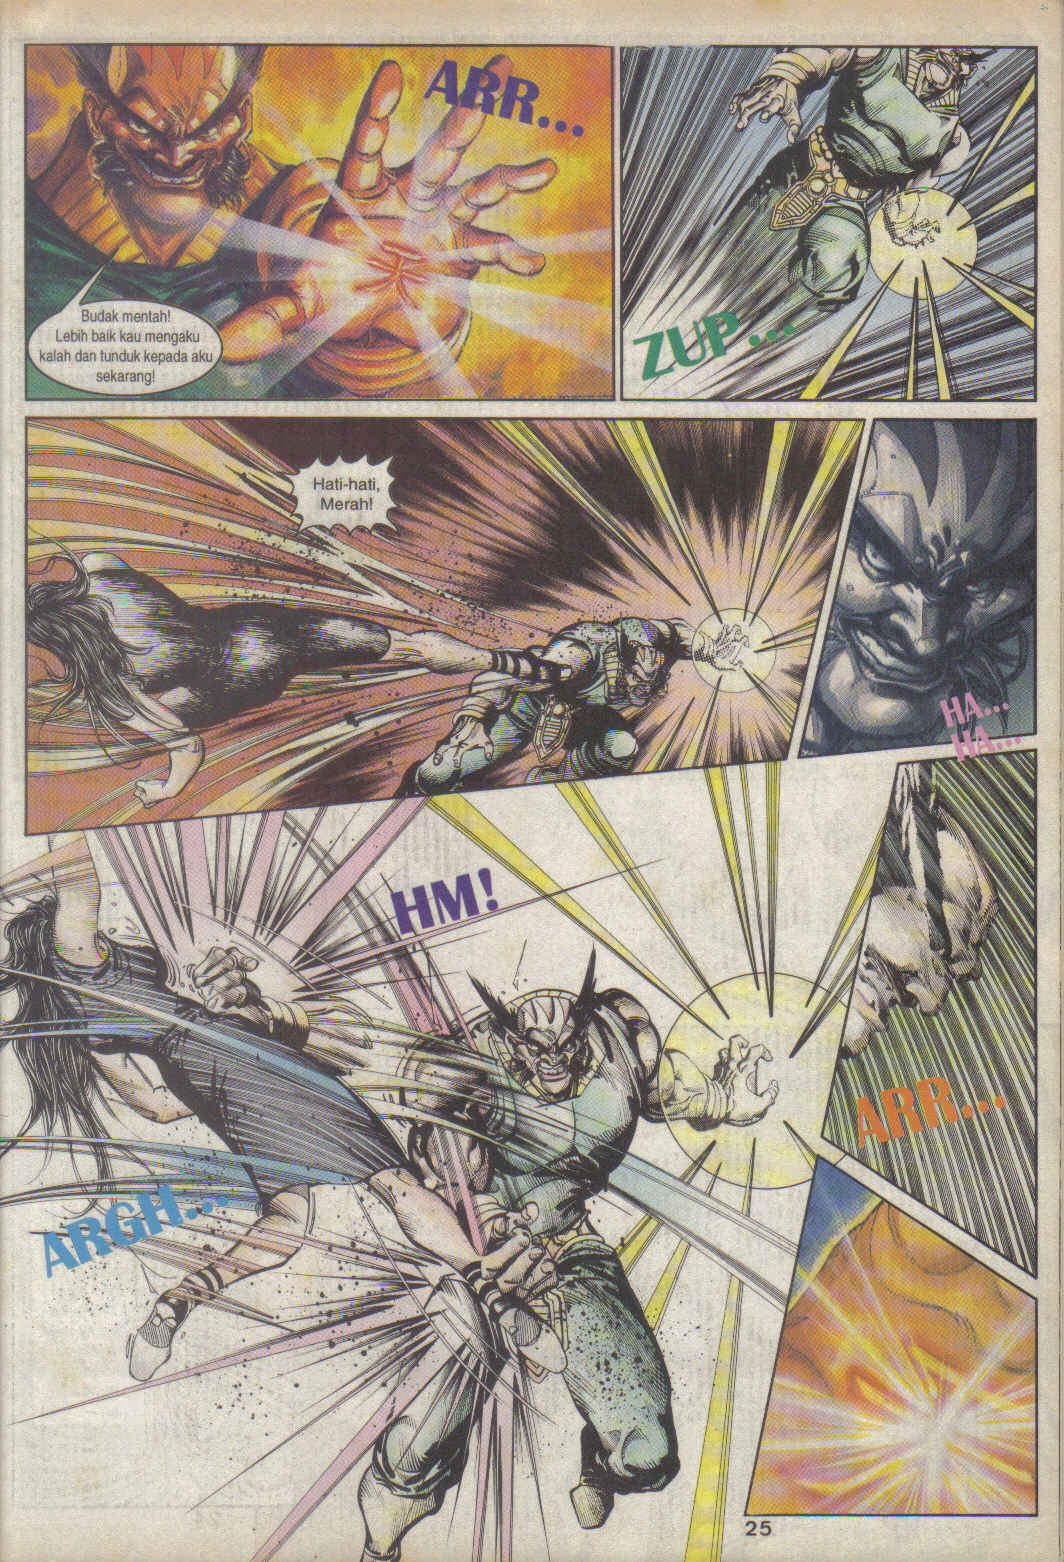 ARR...
Budak mentah!
Lebih baik kau mengaku
kalah dan tunduk kepada aku
sekarang!
ZUP...
Hati-hati,
Merah!
HA...
HA...
HM!
ARR...
ARGH...
25